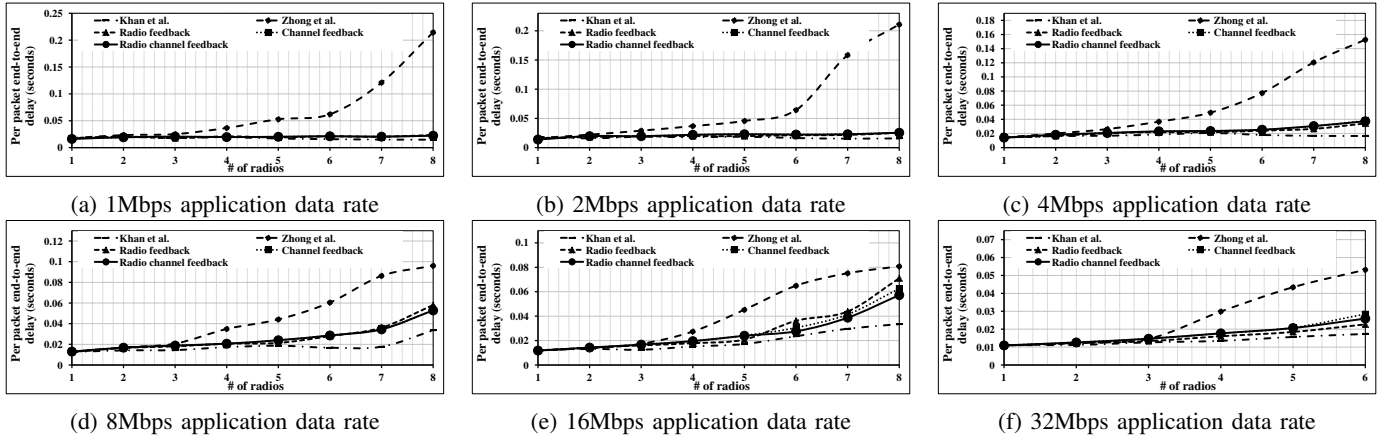 Khan et al.
Zhong et al.
Radio feedback
Channel feedback
Radio channel feedback
Per packet end-to-end
delay (seconds)
0.25
0.2
0.15
0.1
0.05
0
1 2 3 4 5 6 7 8
# of radios
(a) 1Mbps application data rate
Khan et al.
Zhong et al.
Radio feedback
Channel feedback
Radio channel feedback
Per packet end-to-end
delay (seconds)
0.2
0.15
0.1
0.05
0
1 2 3 4 5 6 7 8
# of radios
(b) 2Mbps application data rate
Khan et al.
Zhong et al.
Radio feedback
Channel feedback
Radio channel feedback
Per packet end-to-end
delay (seconds)
0.18
0.16
0.14
0.12
0.1
0.08
0.06
0.04
0.02
0
1 2 3 4 5 6 7 8
# of radios
(c) 4Mbps application data rate
Khan et al.
Zhong et al.
Radio feedback
Channel feedback
Radio channel feedback
Per packet end-to-end
delay (seconds)
0.12
0.1
0.08
0.06
0.04
0.02
0
1 2 3 4 5 6 7 8
# of radios
(d) 8Mbps application data rate
Khan et al.
Zhong et al.
Radio feedback
Channel feedback
Radio channel feedback
Per packet end-to-end
delay (seconds)
0.1
0.08
0.06
0.04
0.02
0
1 2 3 4 5 6 7 8
# of radios
(e) 16Mbps application data rate
Khan et al.
Zhong et al.
Radio feedback
Channel feedback
Radio channel feedback
Per packet end-to-end
delay (seconds)
0.07
0.06
0.05
0.04
0.03
0.02
0.01
0
1 2 3 4 5 6
# of radios
(f) 32Mbps application data rate